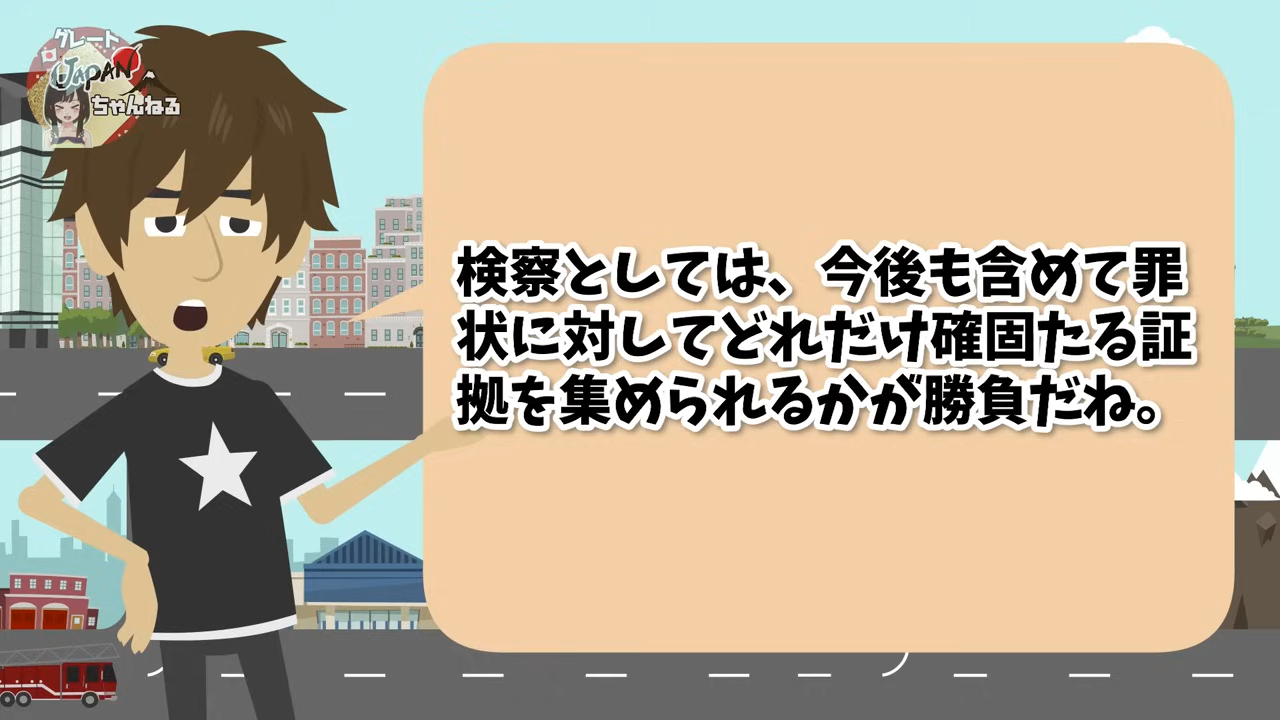 グレート
JAPAN
ちゃんねる
検察としては、今後も含めて罪
状に対してどれだけ確固たる証
拠を集められるかが勝負だね。